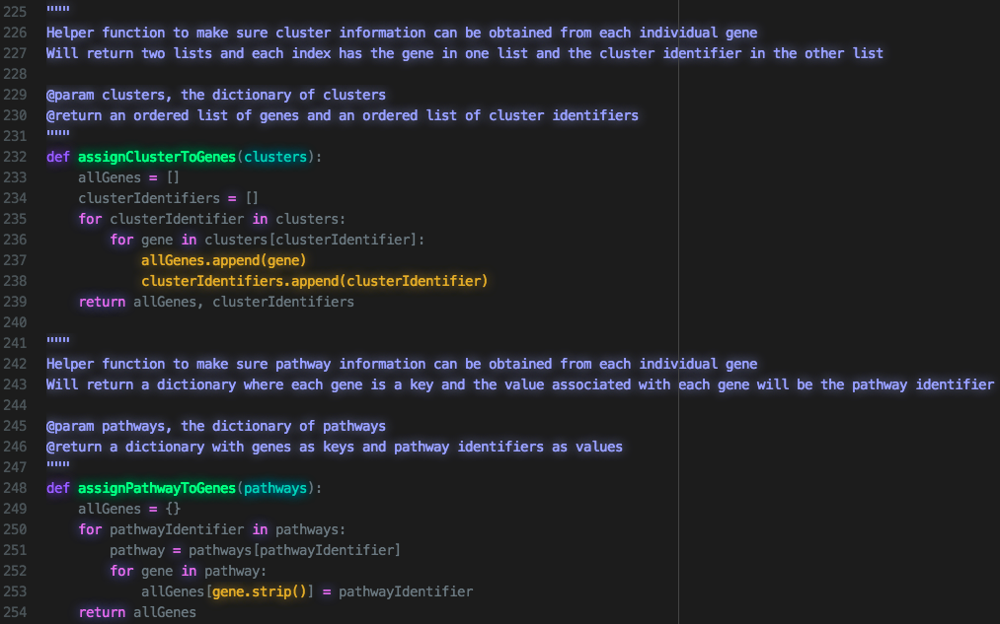 225 """
226 Helper function to make sure cluster information can be obtained from each individual gene
227 Will return two lists and each index has the gene in one list and the cluster identifier in the other list
228
229 @param clusters, the dictionary of clusters
230 @return an ordered list of genes and an ordered list of cluster identifiers
231 """
232 def assignClusterToGenes(clusters):
233     allGenes = []
234     clusterIdentifiers = []
235     for clusterIdentifier in clusters:
236         for gene in clusters[clusterIdentifier]:
237             allGenes.append(gene)
238             clusterIdentifiers.append(clusterIdentifier)
239     return allGenes, clusterIdentifiers
240
241 """
242 Helper function to make sure pathway information can be obtained from each individual gene
243 Will return a dictionary where each gene is a key and the value associated with each gene will be the pathway identifier
244
245 @param pathways, the dictionary of pathways
246 @return a dictionary with genes as keys and pathway identifiers as values
247 """
248 def assignPathwayToGenes(pathways):
249     allGenes = {}
250     for pathwayIdentifier in pathways:
251         pathway = pathways[pathwayIdentifier]
252         for gene in pathway:
253             allGenes[gene.strip()] = pathwayIdentifier
254     return allGenes